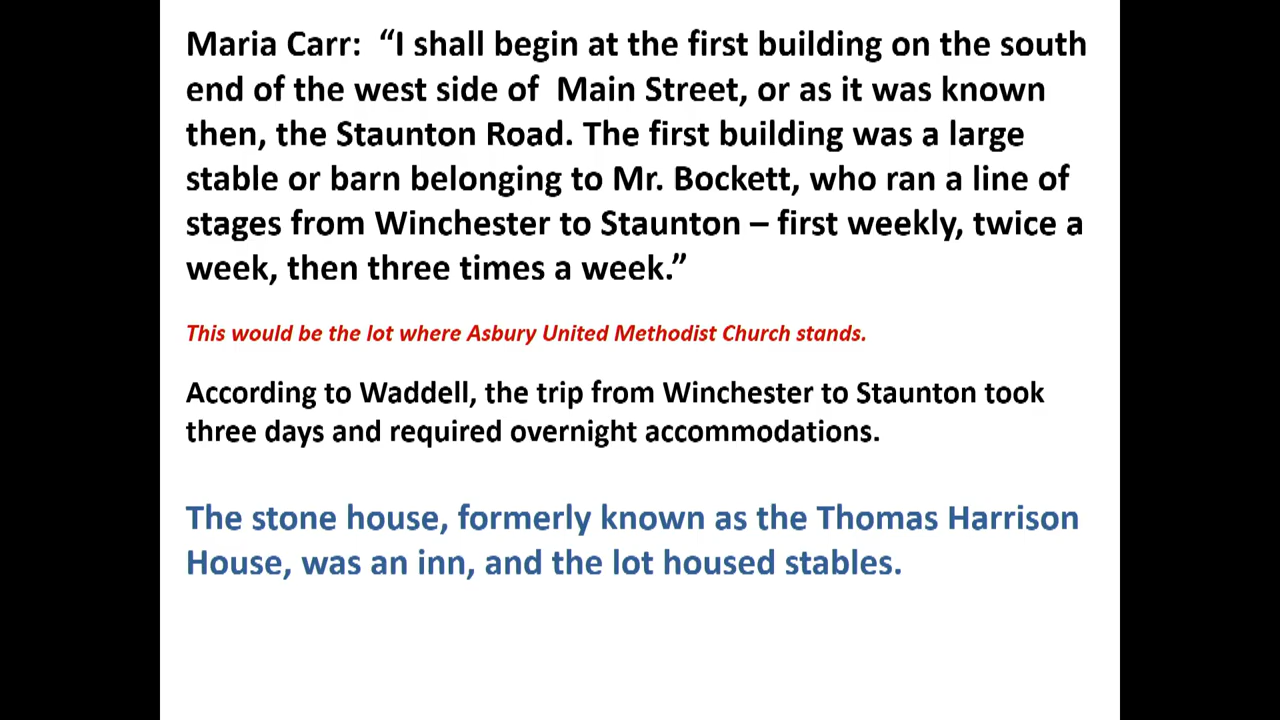 Maria Carr:  “I shall begin at the first building on the south
end of the west side of  Main Street, or as it was known
then, the Staunton Road. The first building was a large
stable or barn belonging to Mr. Bockett, who ran a line of
stages from Winchester to Staunton – first weekly, twice a
week, then three times a week.”
This would be the lot where Asbury United Methodist Church stands.
According to Waddell, the trip from Winchester to Staunton took
three days and required overnight accommodations.
The stone house, formerly known as the Thomas Harrison
House, was an inn, and the lot housed stables.